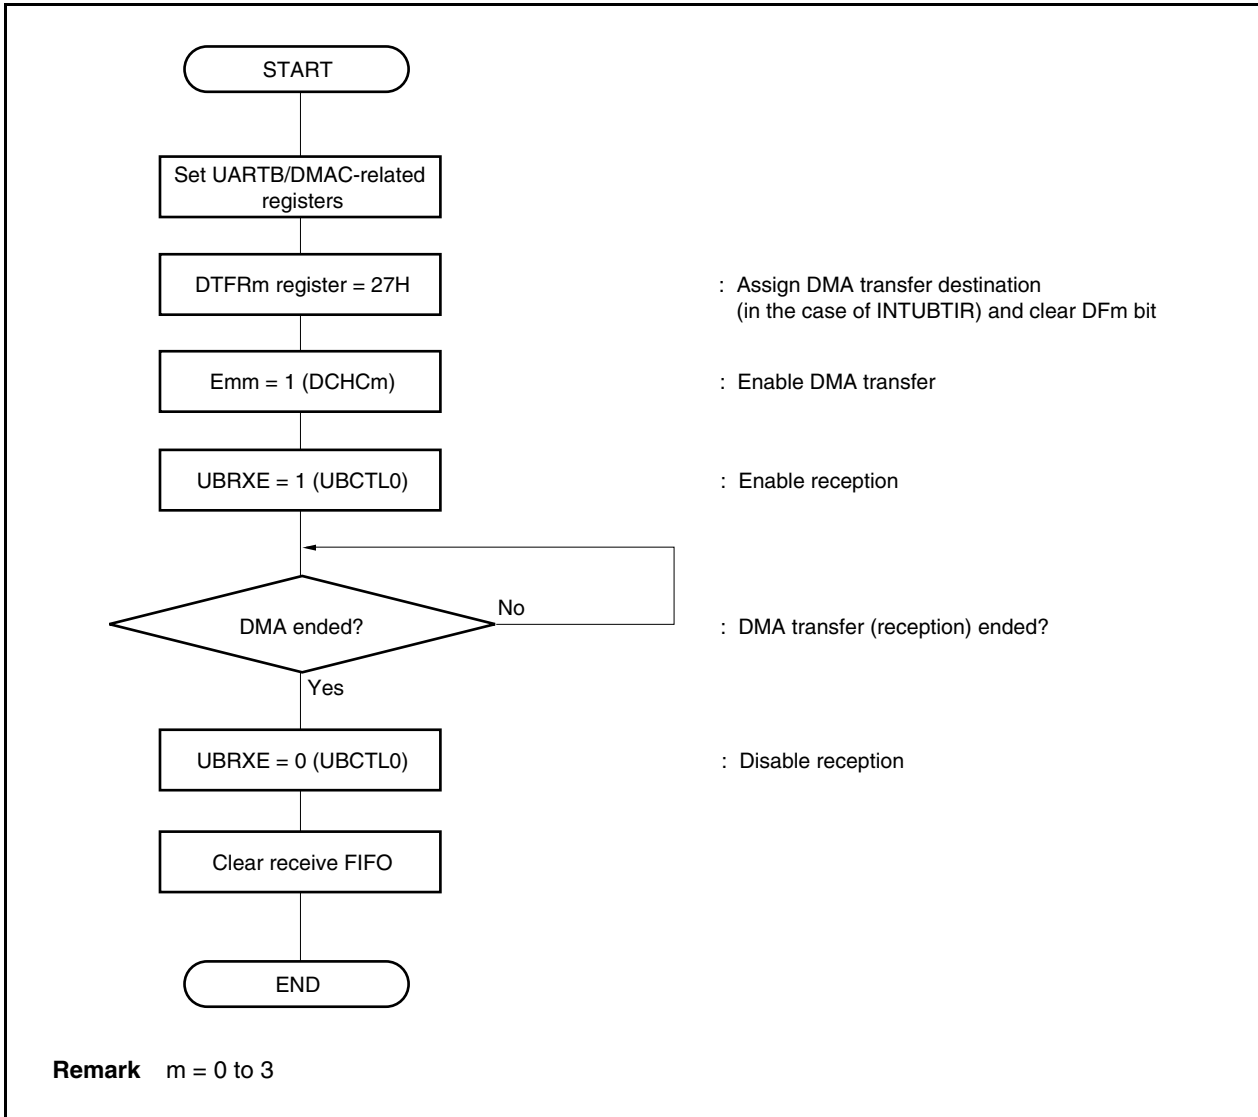 START
Set UARTB/DMAC-related
registers
DTFRm register = 27H
: Assign DMA transfer destination
(in the case of INTUBTIR) and clear DFm bit
Emm = 1 (DCHCm)
: Enable DMA transfer
UBRXE = 1 (UBCTL0)
: Enable reception
DMA ended?
No
: DMA transfer (reception) ended?
Yes
UBRXE = 0 (UBCTL0)
: Disable reception
Clear receive FIFO
END
Remark m = 0 to 3